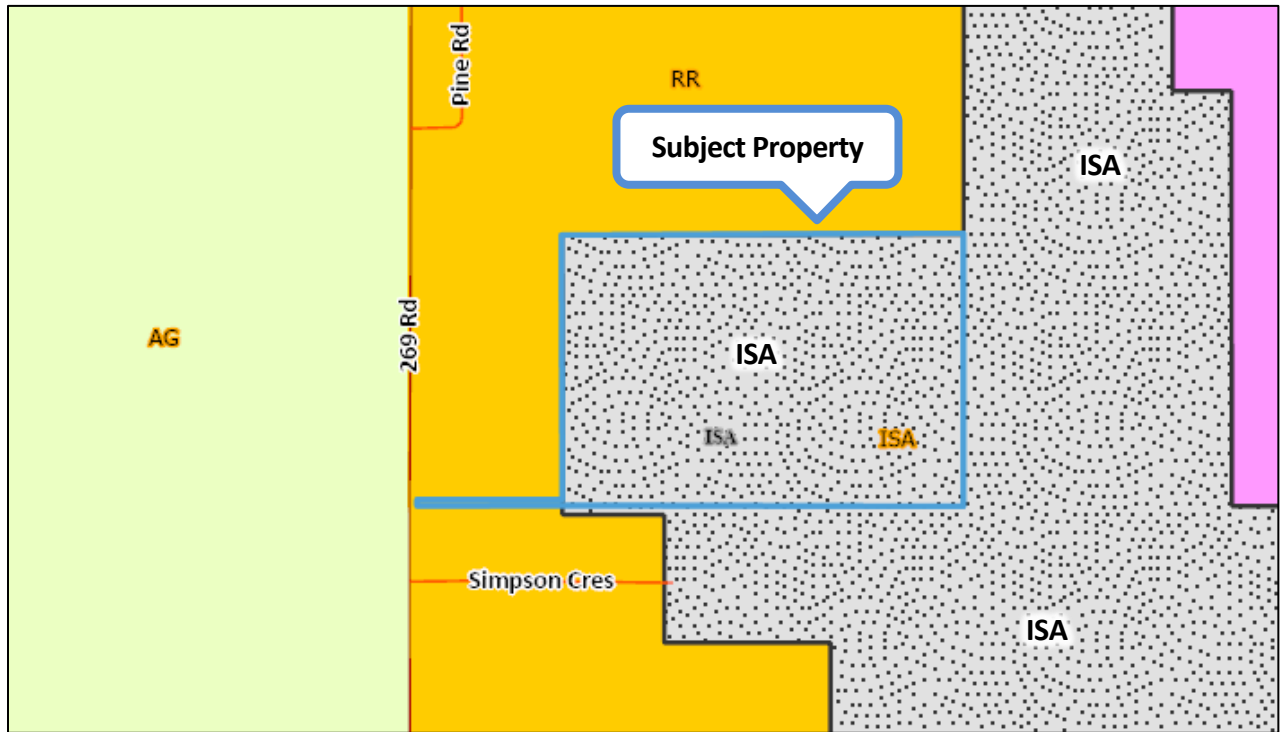 Pine Rd
RR
Subject Property
ISA
AG
269 Rd
ISA
ISA
ISA
Simpson Cres
ISA